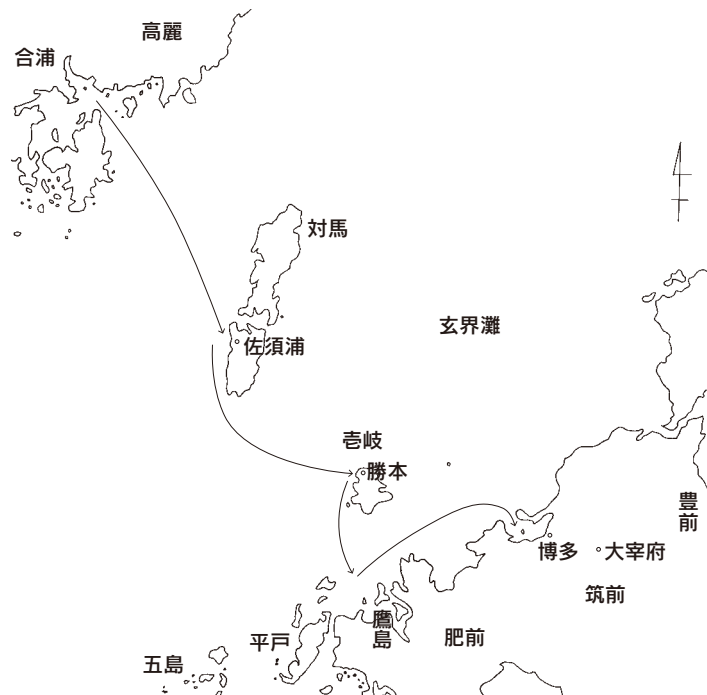 高麗
合浦
対馬
佐須浦
玄界灘
壱岐
勝本
豊前
博多
大宰府
筑前
鷹島
肥前
平戸
五島